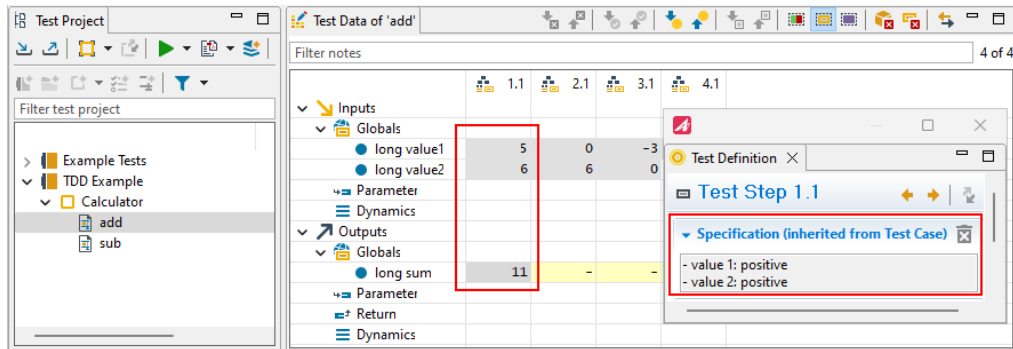 Test Project
Filter test project
Example Tests
TDD Example
Calculator
add
sub
Test Data of 'add'
Filter notes
4 of 4
1.1 2.1 3.1 4.1
Inputs
Globals
long value1 5 0 -3
long value2 6 6 0
Parameter
Dynamics
Outputs
Globals
long sum 11 - -
Parameter
Return
Dynamics
Test Definition
Test Step 1.1
Specification (inherited from Test Case)
- value 1: positive
- value 2: positive